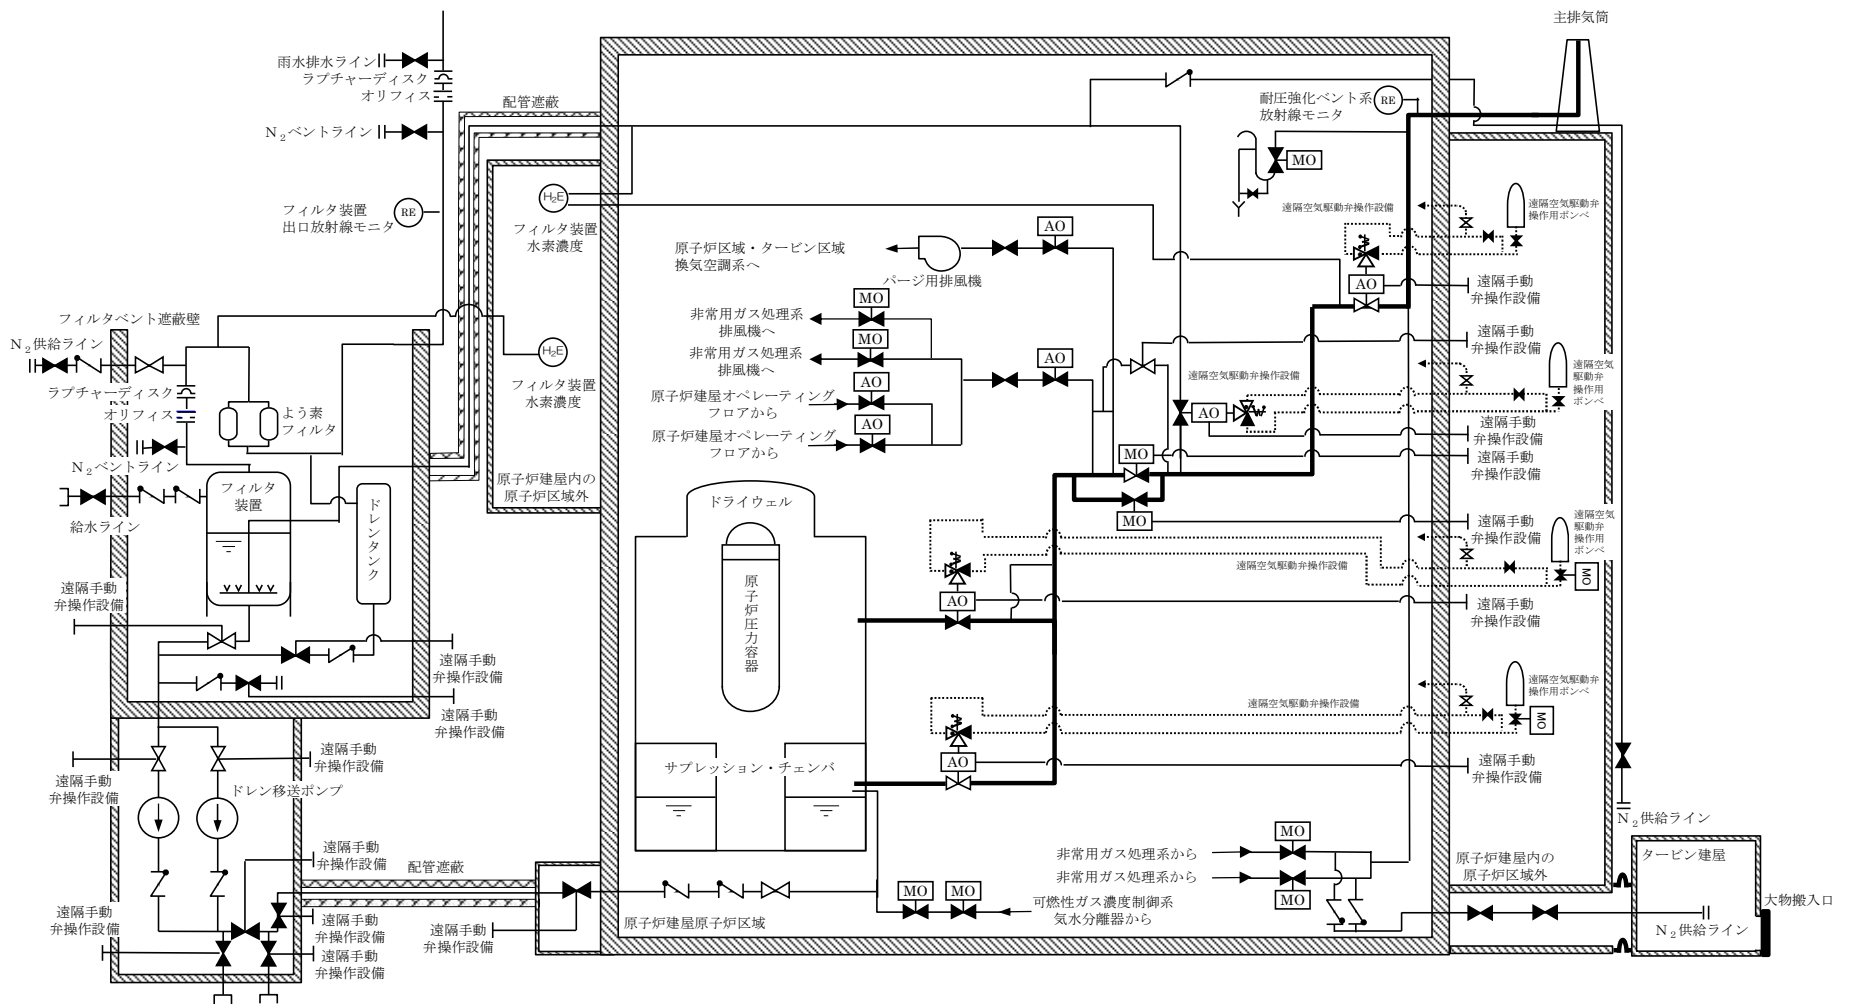 主排気筒
雨水排水ライン
ラプチャーディスク
オリフィス
配管遮蔽
N2ベントライン
耐圧強化ベント系
放射線モニタ
RE
MO
フィルタ装置
出口放射線モニタ
RE
H2E
フィルタ装置
水素濃度
遠隔空気駆動弁操作設備
遠隔空気駆動弁
操作用ボンベ
原子炉区域・タービン区域
換気空調系へ
パージ用排風機
AO
AO
遠隔手動
弁操作設備
フィルタベント遮蔽壁
N2供給ライン
MO
非常用ガス処理系
排風機へ
MO
非常用ガス処理系
排風機へ
H2E
フィルタ装置
水素濃度
AO
遠隔手動
弁操作設備
遠隔空気駆動弁操作設備
遠隔空気
駆動弁
操作用
ボンベ
ラプチャーディスク
オリフィス
よう素
フィルタ
AO
原子炉建屋オペレーティング
フロアから
AO
原子炉建屋オペレーティング
フロアから
AO
遠隔手動
弁操作設備
MO
遠隔手動
弁操作設備
N2ベントライン
フィルタ
装置
ドレンタンク
給水ライン
原子炉建屋内の
原子炉区域外
ドライウェル
原子炉圧力容器
MO
遠隔手動
弁操作設備
遠隔空気
駆動弁
操作用
ボンベ
MO
遠隔空気駆動弁操作設備
AO
遠隔手動
弁操作設備
遠隔手動
弁操作設備
遠隔手動
弁操作設備
遠隔手動
弁操作設備
遠隔空気駆動弁操作設備
遠隔空気駆動弁
操作用ボンベ
MO
AO
遠隔手動
弁操作設備
サプレッション・チェンバ
遠隔手動
弁操作設備
遠隔手動
弁操作設備
ドレン移送ポンプ
N2供給ライン
遠隔手動
弁操作設備
配管遮蔽
MO
非常用ガス処理系から
非常用ガス処理系から
MO
原子炉建屋内の
原子炉区域外
タービン建屋
大物搬入口
MO
MO
可燃性ガス濃度制御系
気水分離器から
遠隔手動
弁操作設備
遠隔手動
弁操作設備
遠隔手動
弁操作設備
遠隔手動
弁操作設備
原子炉建屋原子炉区域
N2供給ライン